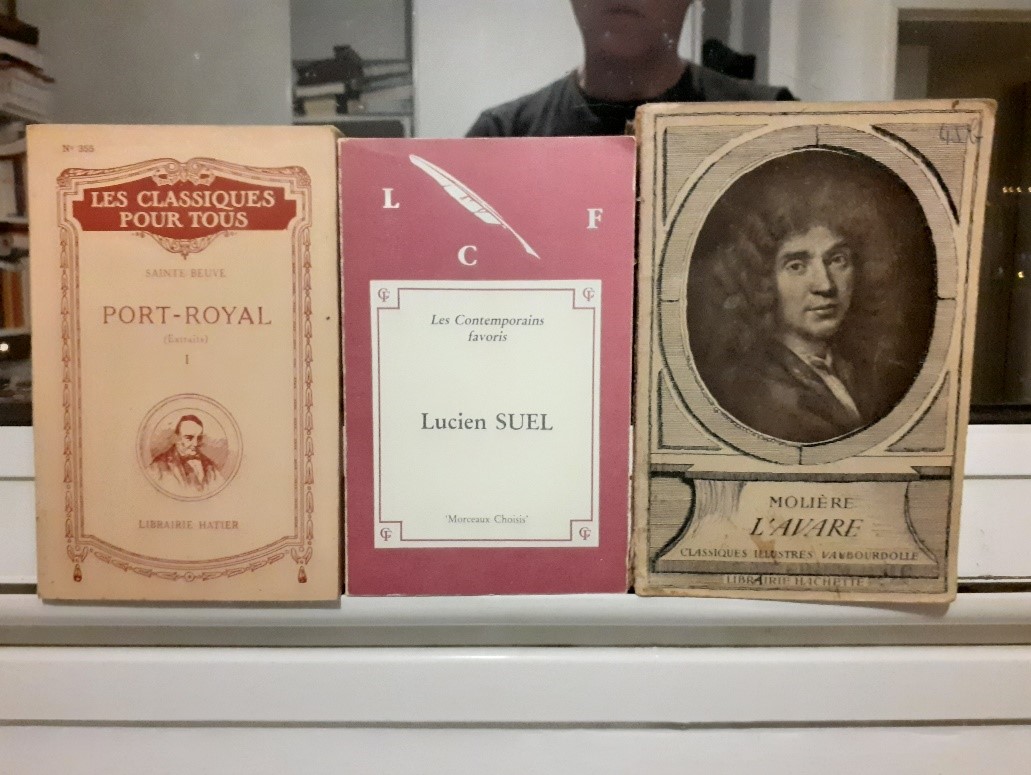 N° 355
LES CLASSIQUES
POUR TOUS
SAINTE BEUVE
PORT-ROYAL
(Extraits)
I
LIBRAIRIE HATIER
L
C
F
Les Contemporains
favoris
Lucien SUEL
'Morceaux Choisis'
MOLIÈRE
L'AVARE
CLASSIQUES ILLUSTRES VAUBOURDOLLE
LIBRAIRIE HACHETTE